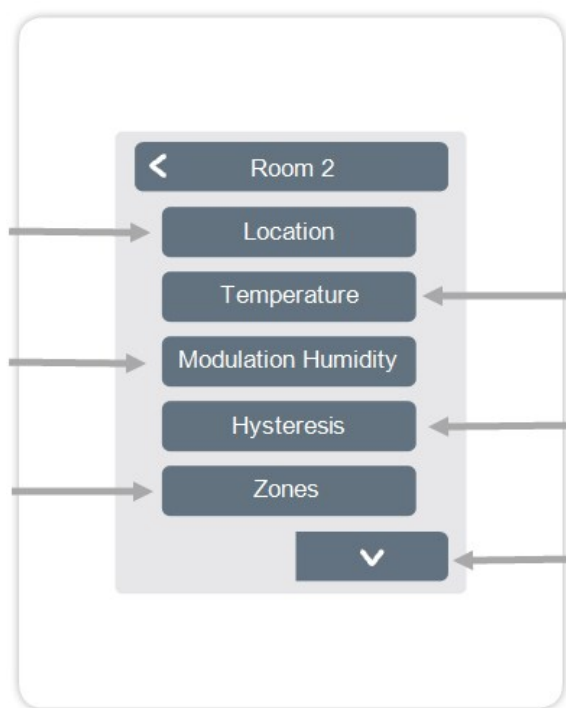 Room 2
Location
Temperature
Modulation Humidity
Hysteresis
Zones